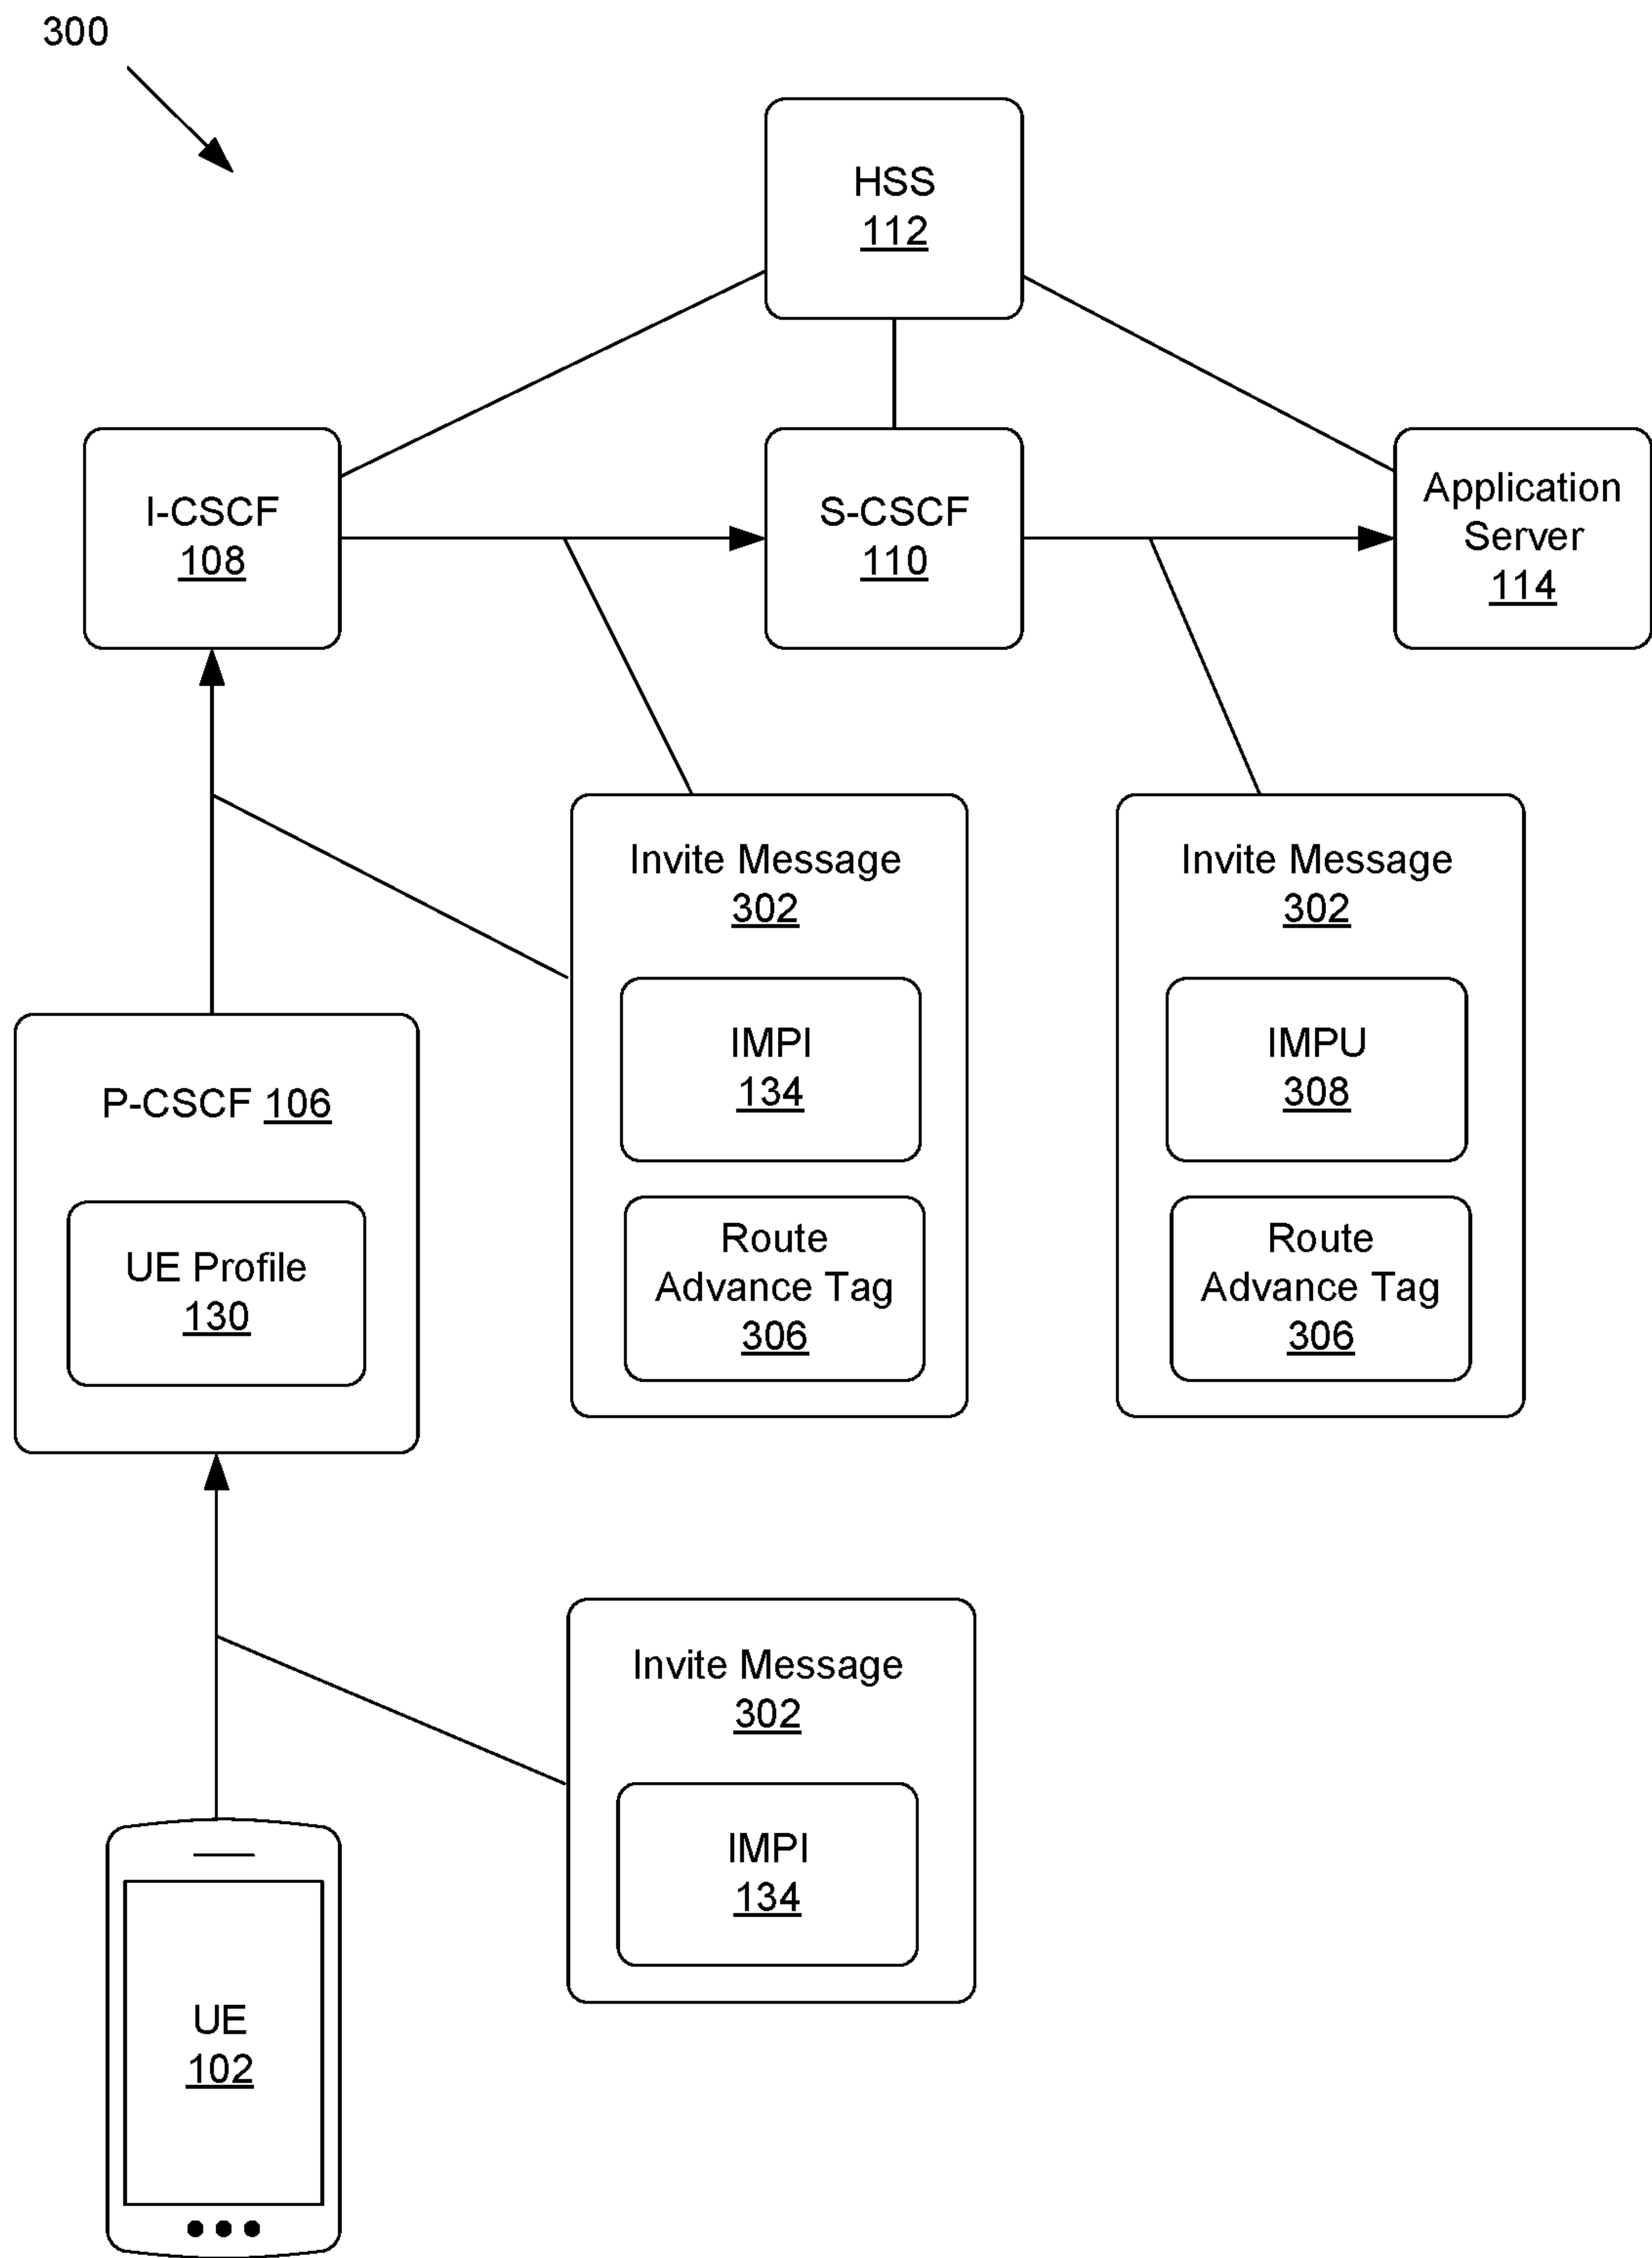 300
HSS
112
I-CSCF
108
S-CSCF
110
Application
Server
114
Invite Message
302
IMPI
134
Route
Advance Tag
306
Invite Message
302
IMPU
308
Route
Advance Tag
306
P-CSCF 106
UE Profile
130
Invite Message
302
IMPI
134
UE
102